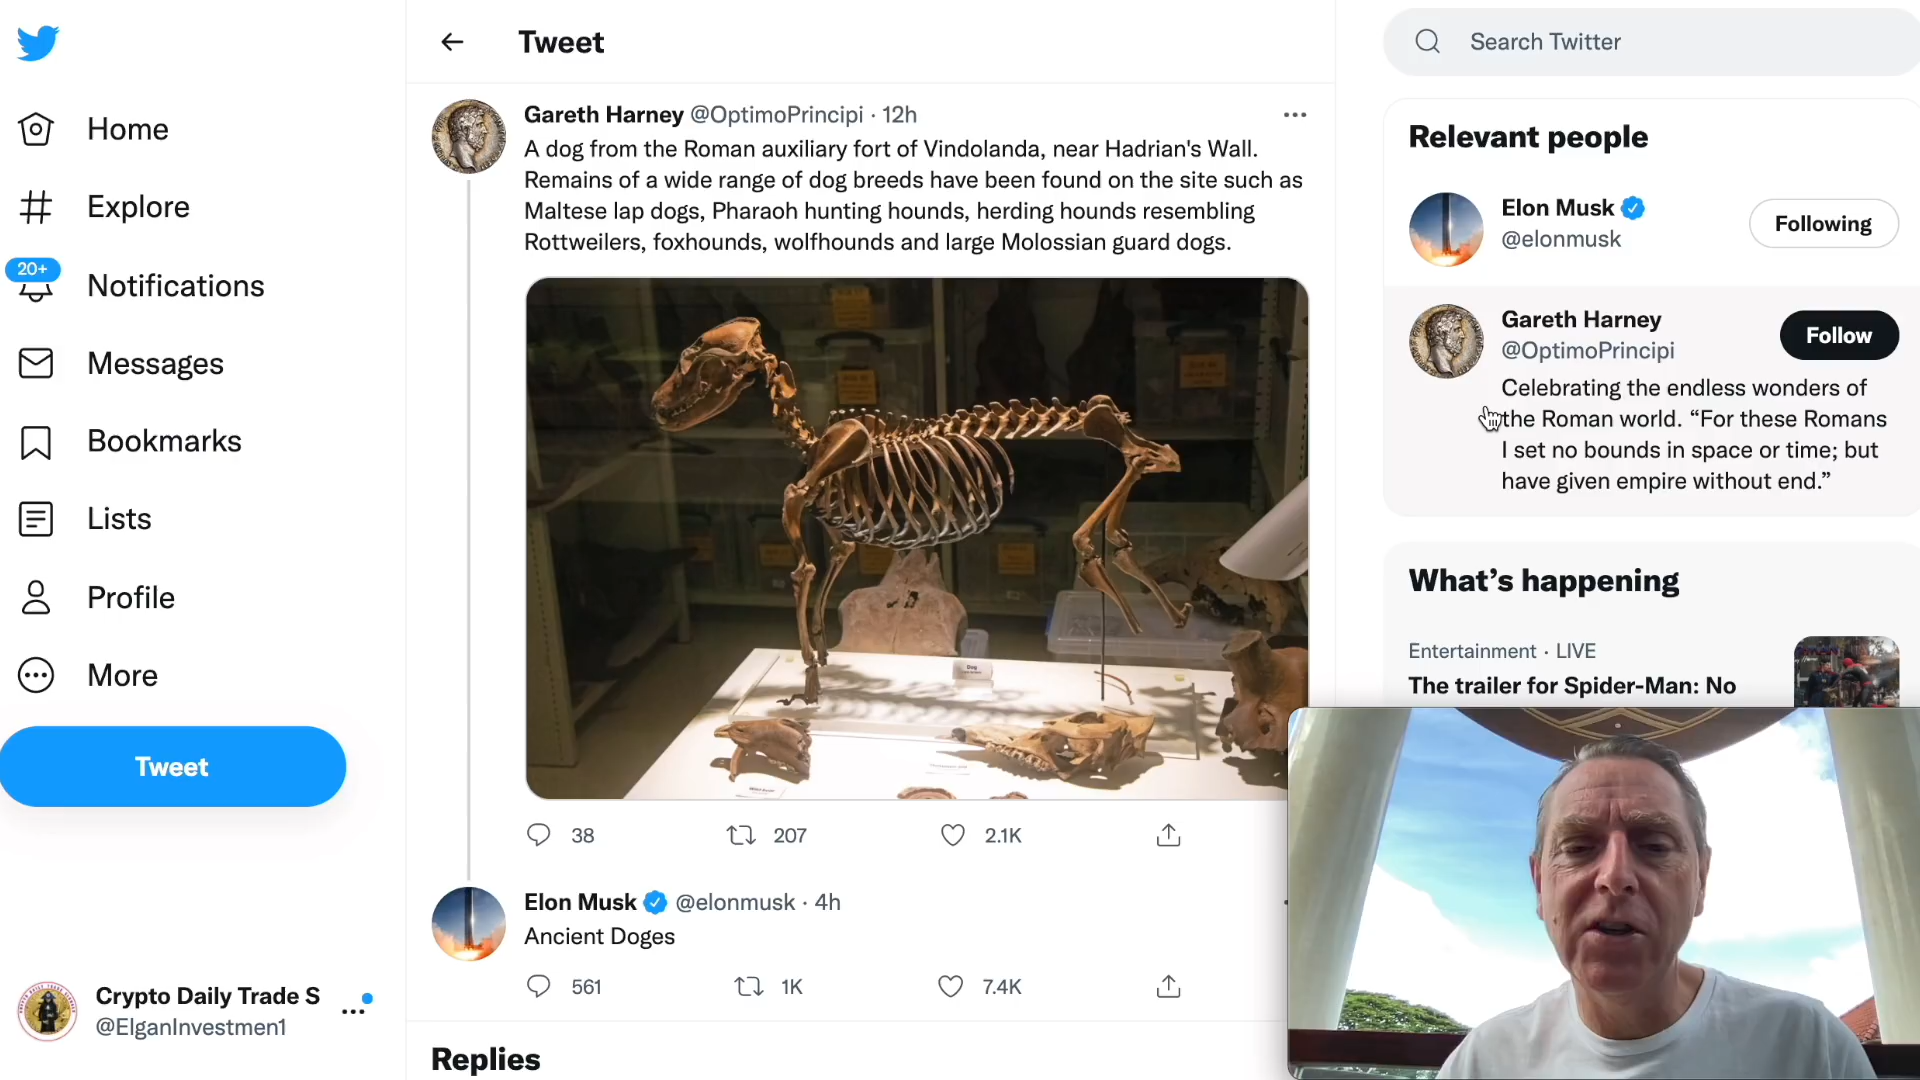 Home
Explore
20+
Notifications
Messages
Bookmarks
Lists
Profile
More
Tweet
Crypto Daily Trade S
@ElganInvestmen1
Tweet
Gareth Harney @OptimoPrincipi · 12h
A dog from the Roman auxiliary fort of Vindolanda, near Hadrian's Wall.
Remains of a wide range of dog breeds have been found on the site such as
Maltese lap dogs, Pharaoh hunting hounds, herding hounds resembling
Rottweilers, foxhounds, wolfhounds and large Molossian guard dogs.
Dog
38
207
2.1K
Elon Musk @elonmusk · 4h
Ancient Doges
561
1K
7.4K
Replies
Search Twitter
Relevant people
Elon Musk
@elonmusk
Following
Gareth Harney
@OptimoPrincipi
Follow
Celebrating the endless wonders of
the Roman world. “For these Romans
I set no bounds in space or time; but
have given empire without end.”
What’s happening
Entertainment · LIVE
The trailer for Spider-Man: No